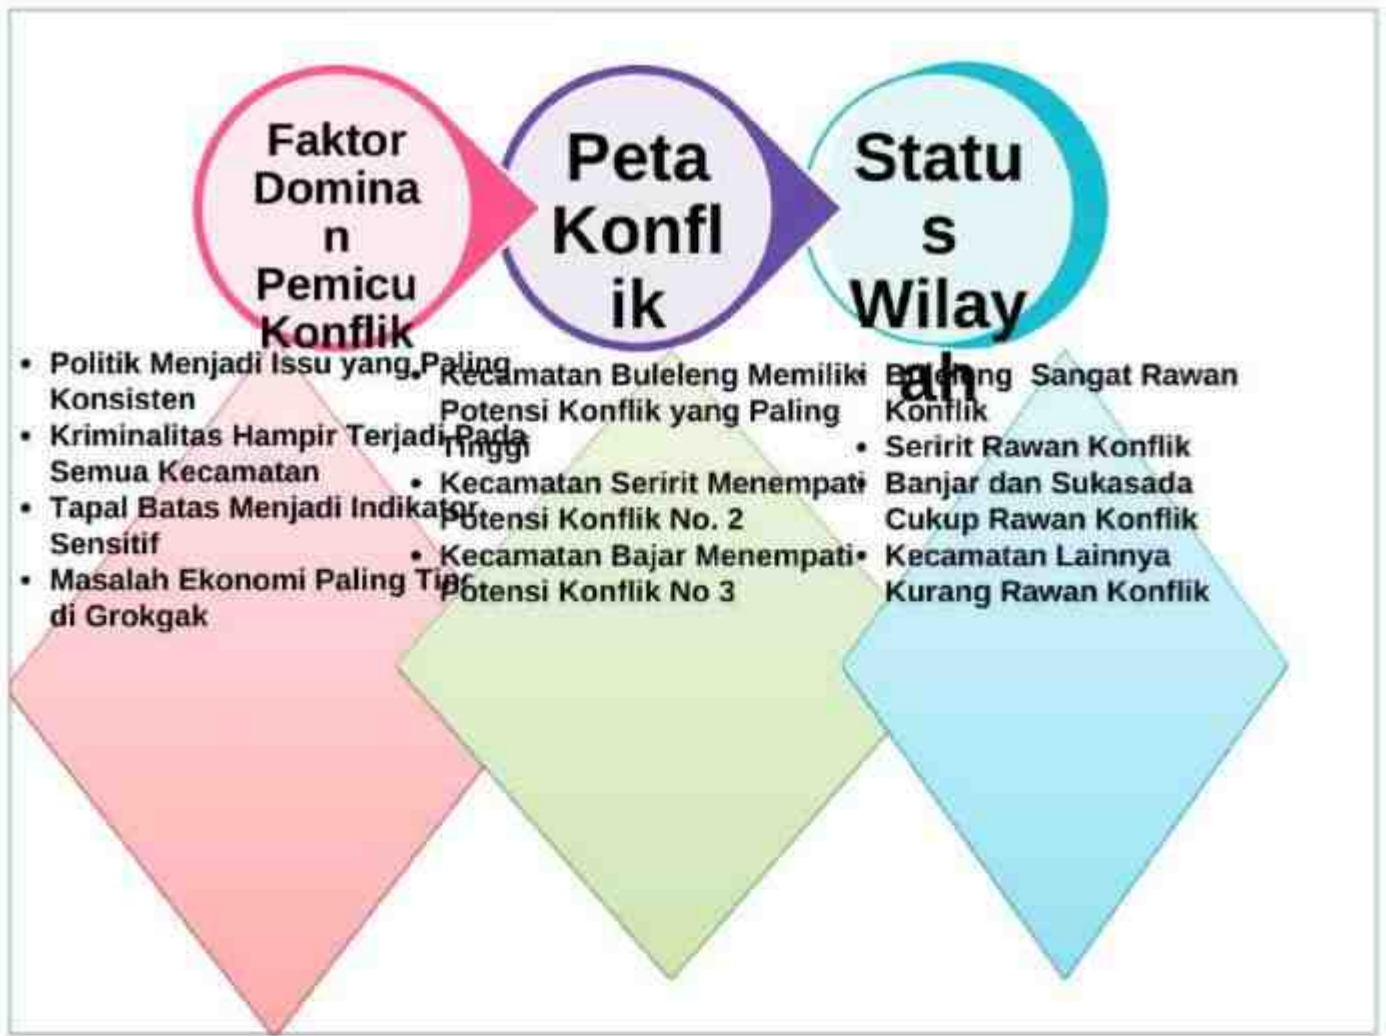 Faktor
Domina
n
Pemicu
Konflik
Peta
Konfl
ik
Statu
s
Wilay
ah
• Politik Menjadi Issu yang Paling
Konsisten
• Kriminalitas Hampir Terjadi Pada
Semua Kecamatan
• Tapal Batas Menjadi Indikator
Sensitif
• Masalah Ekonomi Paling
di Grokgak
• Kecamatan Buleleng Memiliki
Potensi Konflik yang Paling
Tinggi
• Kecamatan Seririt Menempati
Potensi Konflik No. 2
• Kecamatan Bajar Menempati
Potensi Konflik No 3
• Buleleng Sangat Rawan
Konflik
• Seririt Rawan Konflik
• Banjar dan Sukasada
Cukup Rawan Konflik
• Kecamatan Lainnya
Kurang Rawan Konflik